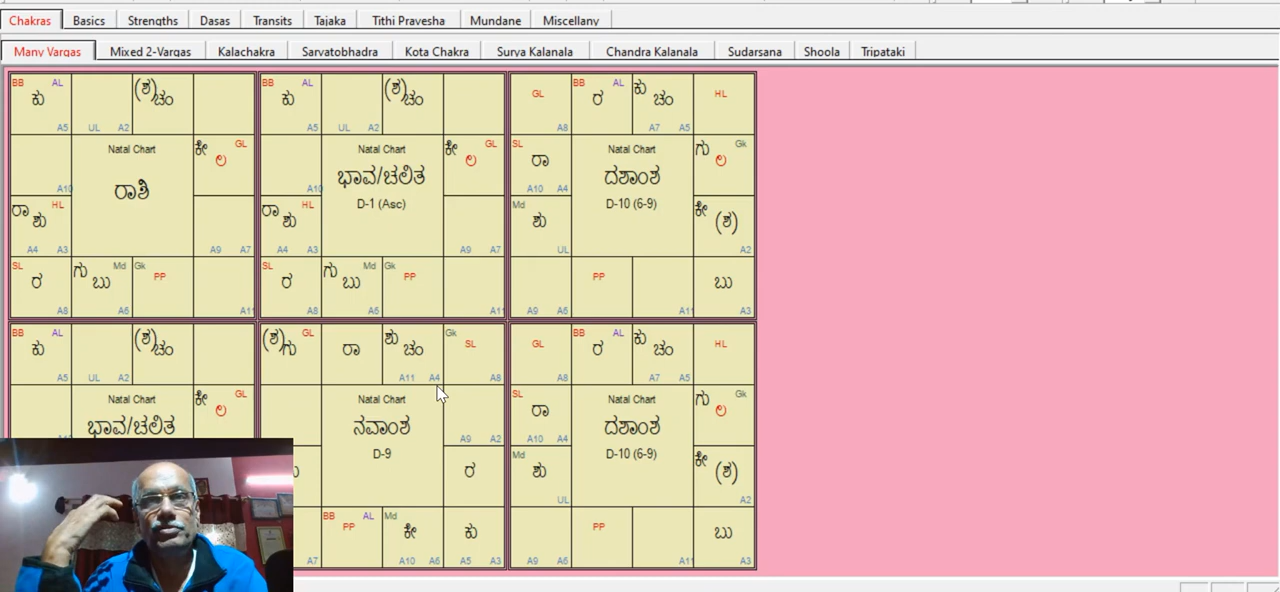 Chakras Basics Strengths Dasas Transits Tajaka Tithi Pravesha Mundane Miscellany
Many Vargas Mixed 2-Vargas Kalachakra Sarvatobhadra Kota Chakra Surya Kalanala Chandra Kalanala Sudarsana Shoola Tripataki
BB AL (ಶ) BB AL (ಶ) GL BB AL ಕು HL
ಕು ಚಂ ಕು ಚಂ ರ ಚಂ
A5 UL A2 A5 UL A2 A8 A7 A5
Natal Chart ಕೇ GL Natal Chart ಕೇ GL SL Natal Chart ಗು Gk
ರಾಶಿ ಲ ಭಾವ/ಚಲಿತ ಲ ರಾ ದಶಾಂಶ ಲ
A10 A10 A10 A4
ರಾ HL D-1 (Asc) ರಾ HL Md D-10 (6-9) ಕೇ
ಶು ಶು ಶು (ಶ)
A4 A3 A9 A7 A4 A3 A9 A7 UL A2
SL ಗು Md Gk PP SL ಗು Md Gk PP PP
ರ ಬು ರ ಬು ಬು
A8 A6 A11 A8 A6 A11 A9 A6 A11 A3
BB AL (ಶ) (ಶ) GL ಶು Gk SL GL BB AL ಕು HL
ಕು ಚಂ ಗು ರಾ ಚಂ ರ ಚಂ
A5 UL A2 A11 A4 A8 A8 A7 A5
Natal Chart ಕೇ GL Natal Chart SL Natal Chart ಗು Gk
ಭಾವ/ಚಲಿತ ಲ ನವಾಂಶ ರಾ ದಶಾಂಶ ಲ
A9 A2 A10 A4
D-9 ರ Md ಶು D-10 (6-9) ಕೇ (ಶ)
UL A2
BB PP AL Md ಕೇ ಕು PP ಬು
A7 A10 A6 A5 A3 A9 A6 A11 A3